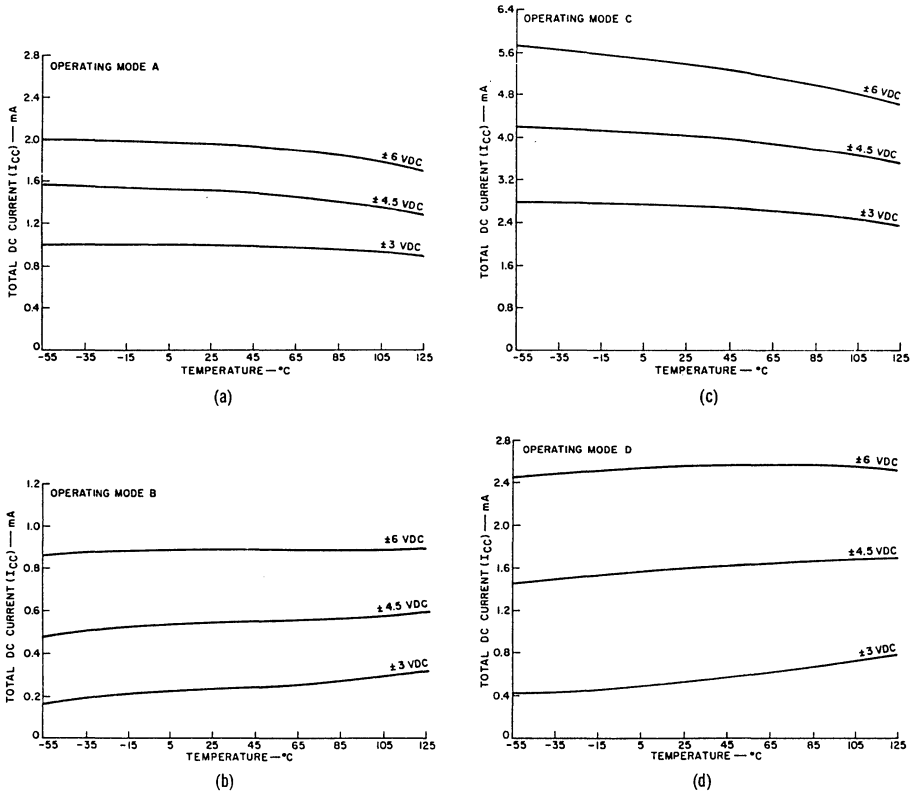 OPERATING MODE A
TOTAL DC CURRENT (ICC) — mA
2.8
2.4
2.0
1.6
1.2
0.8
0.4
0
±6 VDC
±4.5 VDC
±3 VDC
-55 -35 -15 5 25 45 65 85 105 125
TEMPERATURE — °C
(a)
OPERATING MODE C
TOTAL DC CURRENT (ICC) — mA
6.4
5.6
4.8
4.0
3.2
2.4
1.6
0
±6 VDC
±4.5 VDC
±3 VDC
-55 -35 -15 5 25 45 65 85 105 125
TEMPERATURE — °C
(c)
OPERATING MODE B
TOTAL DC CURRENT (ICC) — mA
1.2
1.0
0.8
0.6
0.4
0.2
0
±6 VDC
±4.5 VDC
±3 VDC
-55 -35 -15 5 25 45 65 85 105 125
TEMPERATURE — °C
(b)
OPERATING MODE D
TOTAL DC CURRENT (ICC) — mA
2.8
2.4
2.0
1.6
1.2
0.8
0.4
0
±6 VDC
±4.5 VDC
±3 VDC
-55 -35 -15 5 25 45 65 85 105 125
TEMPERATURE — °C
(d)